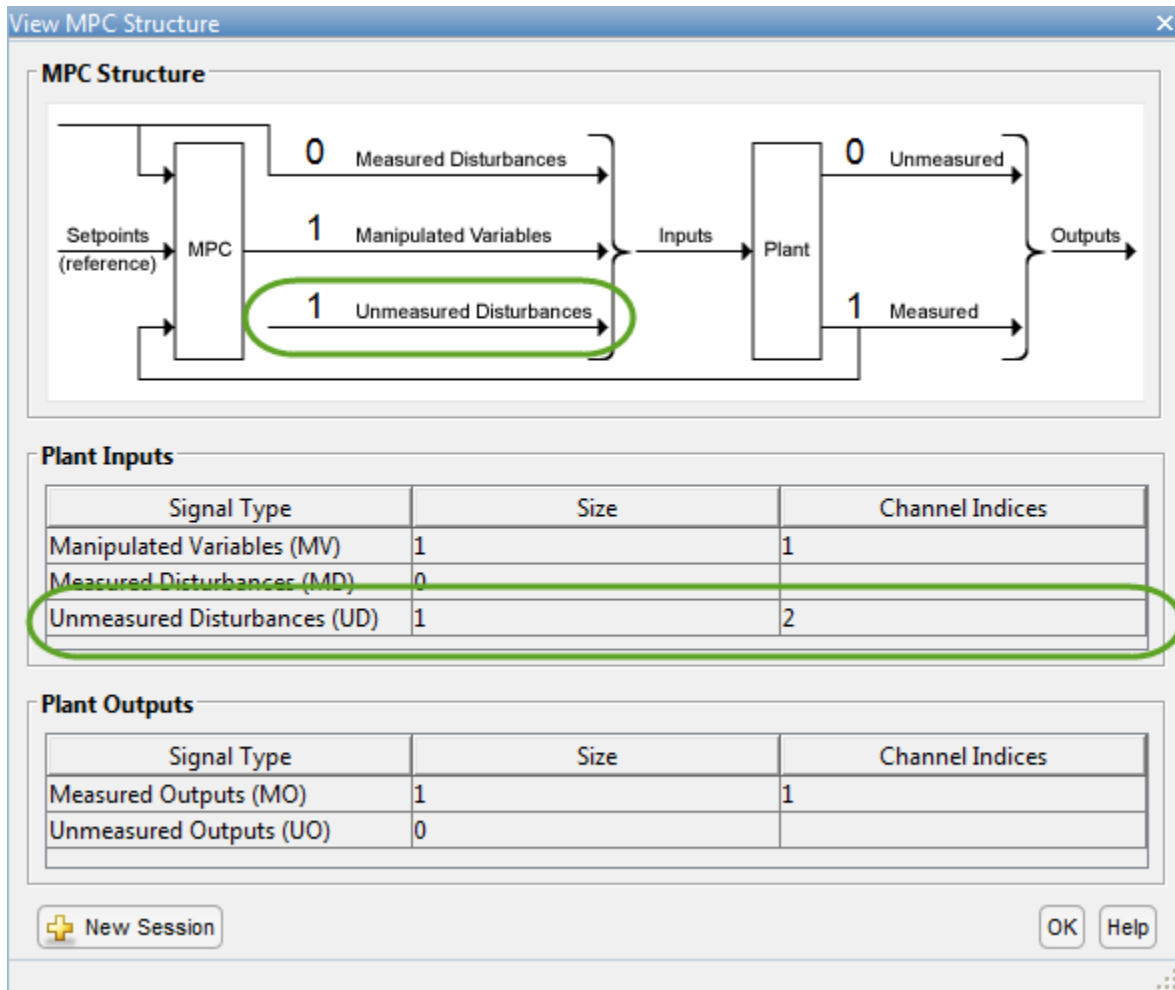 View MPC Structure
MPC Structure
0 Measured Disturbances
0 Unmeasured
Setpoints
(reference)
MPC
1 Manipulated Variables
Inputs
Plant
Outputs
1 Unmeasured Disturbances
1 Measured
Plant Inputs
Signal Type Size Channel Indices
Manipulated Variables (MV) 1 1
Measured Disturbances (MD) 0
Unmeasured Disturbances (UD) 1 2
Plant Outputs
Signal Type Size Channel Indices
Measured Outputs (MO) 1 1
Unmeasured Outputs (UO) 0
New Session
OK
Help